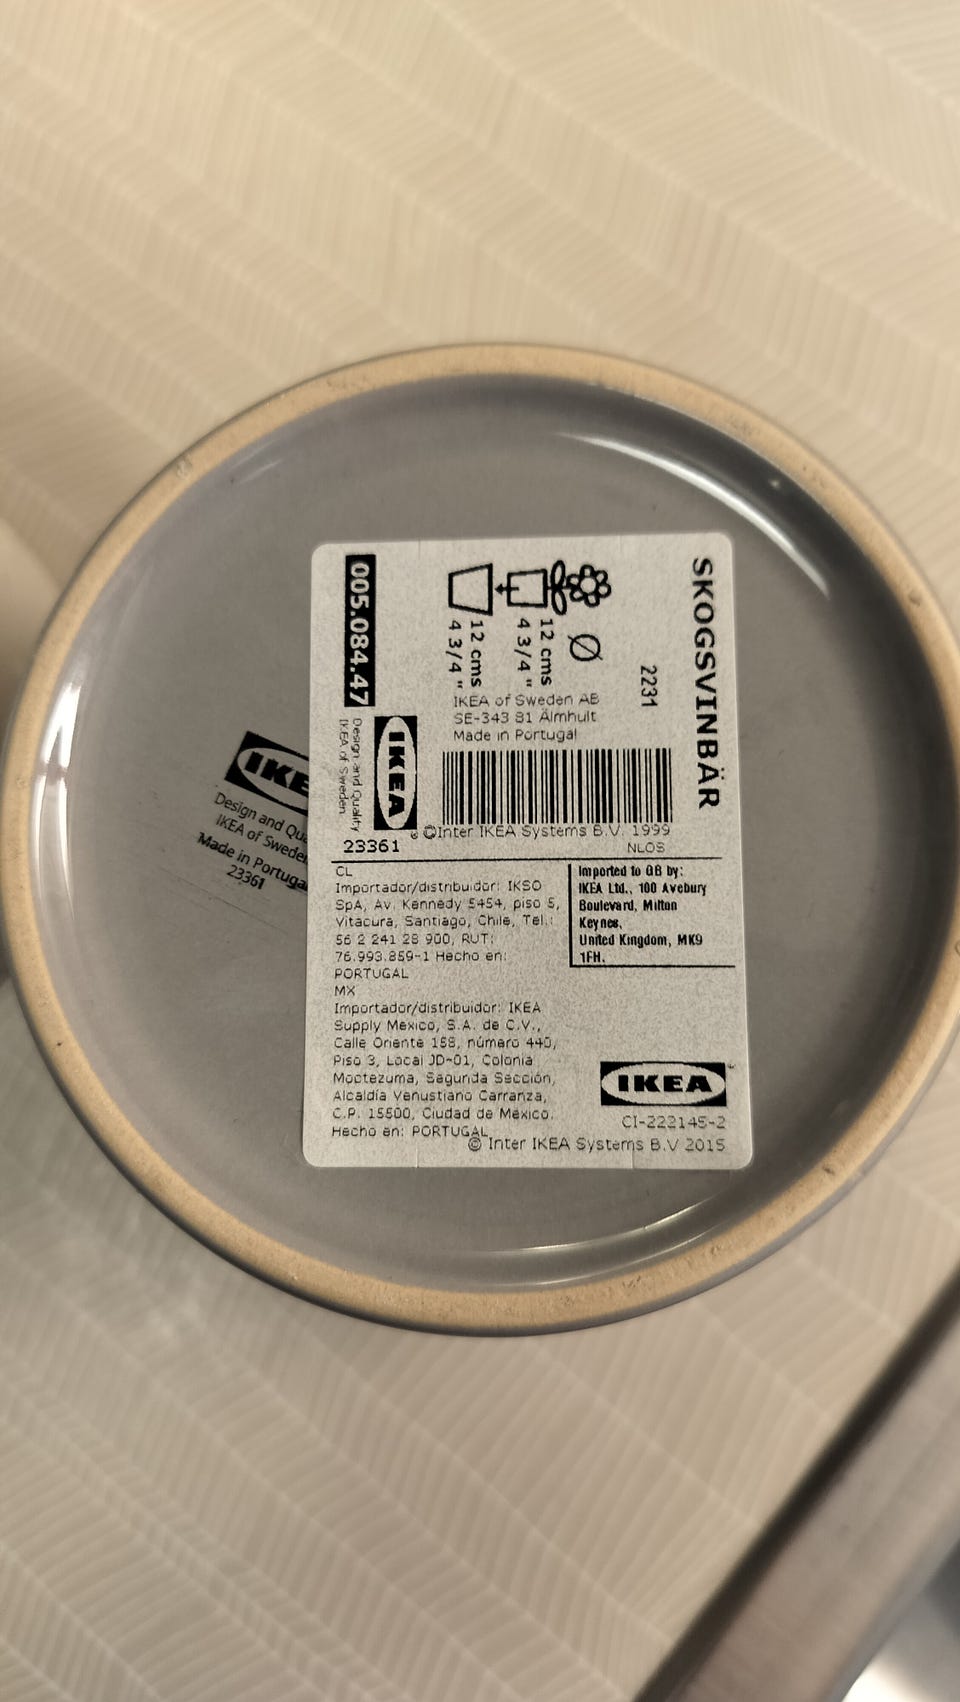 SKOGSVINBÄR
2231
Ø
12 cms
4 3/4"
12 cms
4 3/4"
005.084.47
IKEA of Sweden AB
SE-343 81 Älmhult
Made in Portugal
IKEA
Design and Quality
IKEA of Sweden
23361
©Inter IKEA Systems B.V. 1999
NLOS
CL
Importador/distribuidor: IKSO
SpA, Av. Kennedy 5454, piso 5,
Vitacura, Santiago, Chile, Tel.:
56 2 241 28 900, RUT:
76.993.859-1 Hecho en:
PORTUGAL
MX
Importador/distribuidor: IKEA
Supply Mexico, S.A. de C.V.,
Calle Oriente 158, número 440,
Piso 3, Local JD-01, Colonia
Moctezuma, Segunda Sección,
Alcaldía Venustiano Carranza,
C.P. 15500, Ciudad de México.
Hecho en: PORTUGAL
Imported to GB by:
IKEA Ltd., 100 Avebury
Boulevard, Milton
Keynes,
United Kingdom, MK9
1FH.
IKEA
CI-222145-2
© Inter IKEA Systems B.V 2015
IKE
Design and Qua
IKEA of Sweden
Made in Portugal
23361